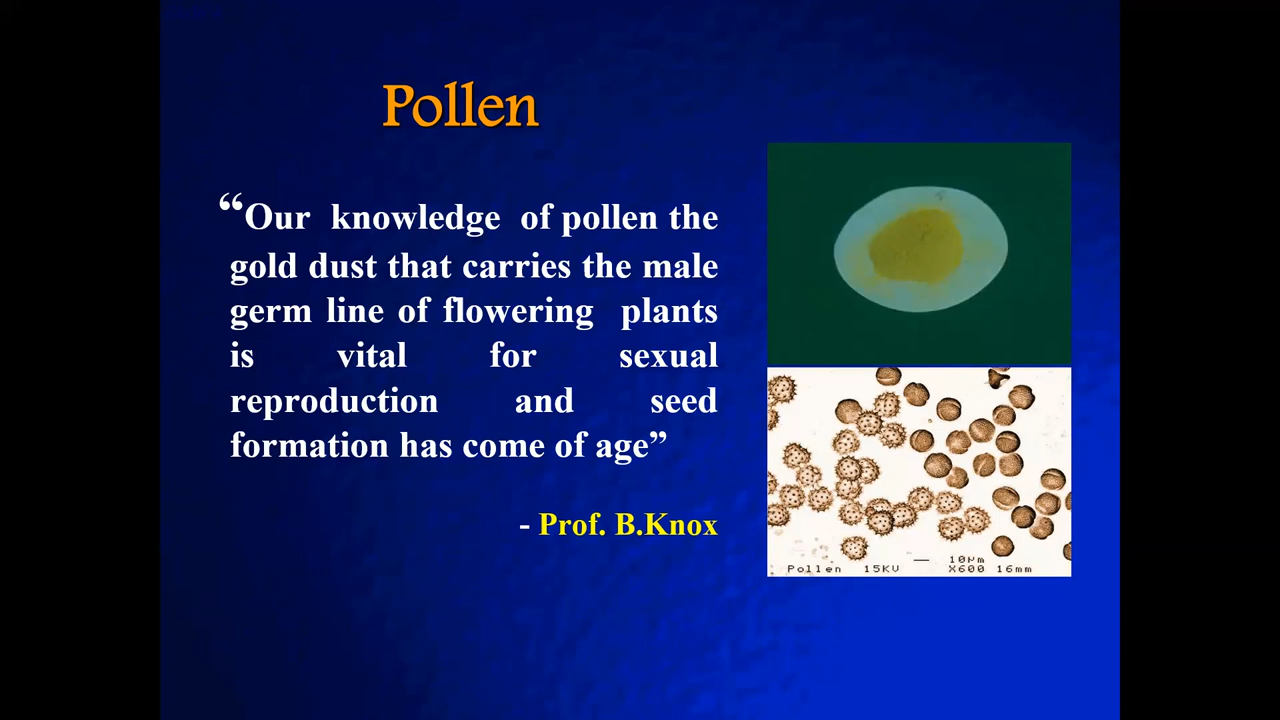 Pollen
“Our knowledge of pollen the
gold dust that carries the male
germ line of flowering plants
is vital for sexual
reproduction and seed
formation has come of age”
- Prof. B.Knox
10µm
Pollen 15KV X600 16mm